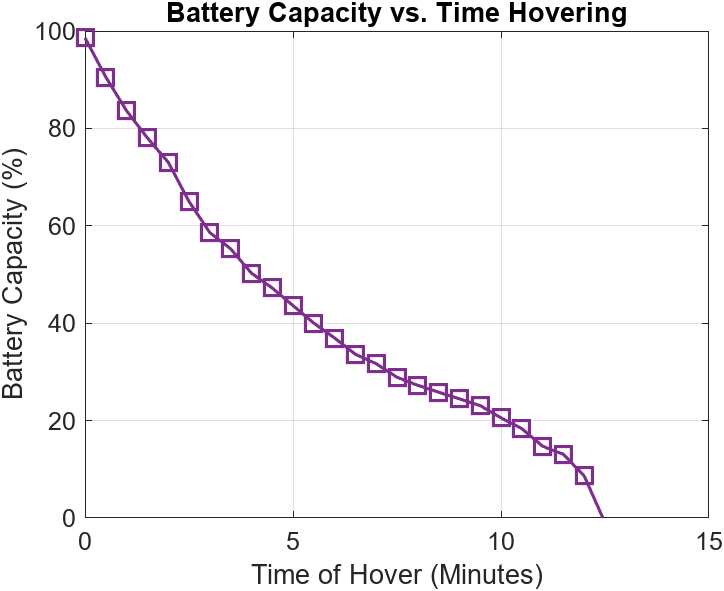 Battery Capacity vs. Time Hovering
100
80
60
40
20
0
Battery Capacity (%)
0 5 10 15
Time of Hover (Minutes)